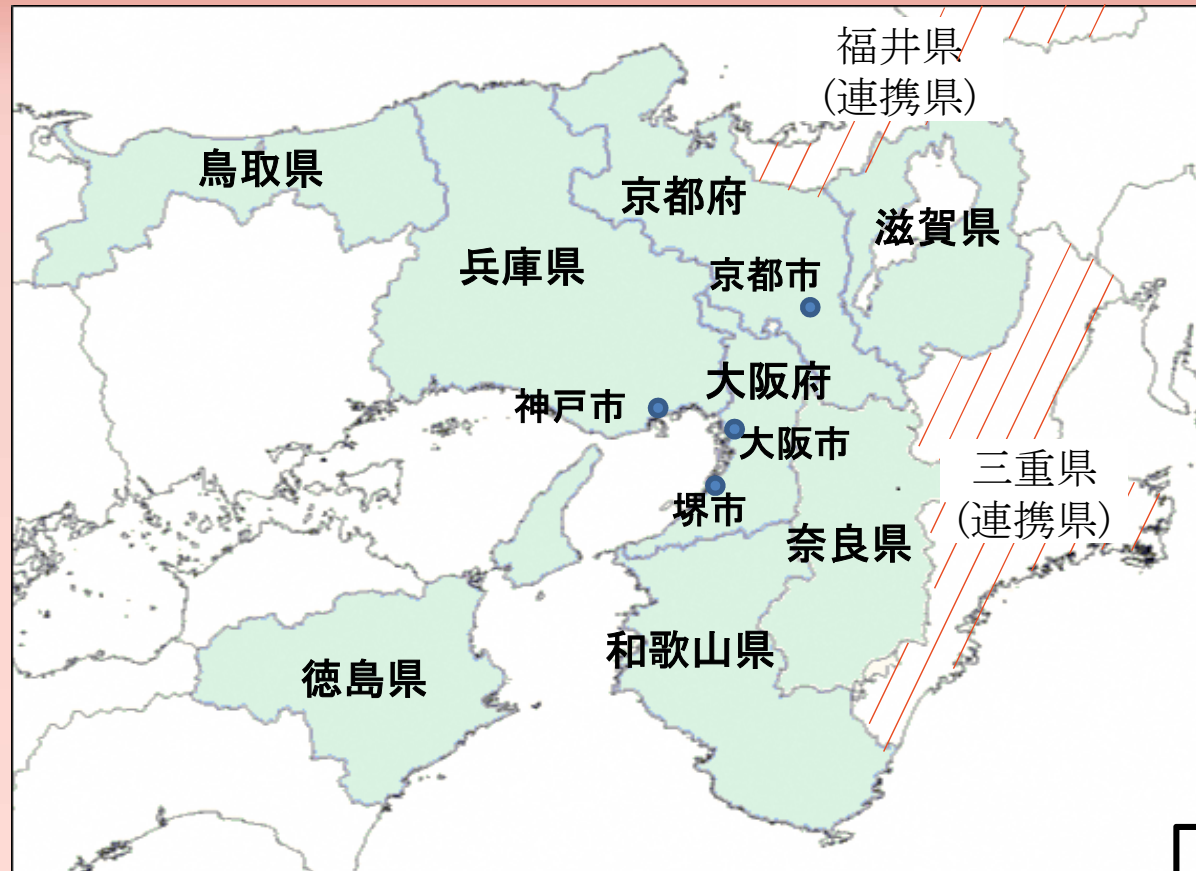 福井県
(連携県)
鳥取県
京都府
滋賀県
兵庫県
京都市
大阪府
神戸市
大阪市
三重県
(連携県)
堺市
奈良県
和歌山県
徳島県